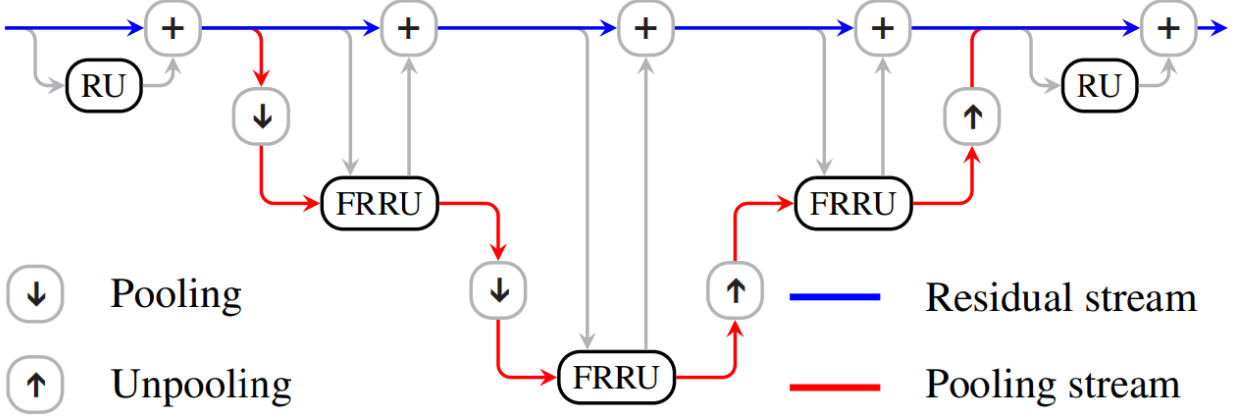 + + + + +
RU RU
↓ ↑
FRRU FRRU
↓ ↑
↓ Pooling
Residual stream
FRRU
↑ Unpooling
Pooling stream